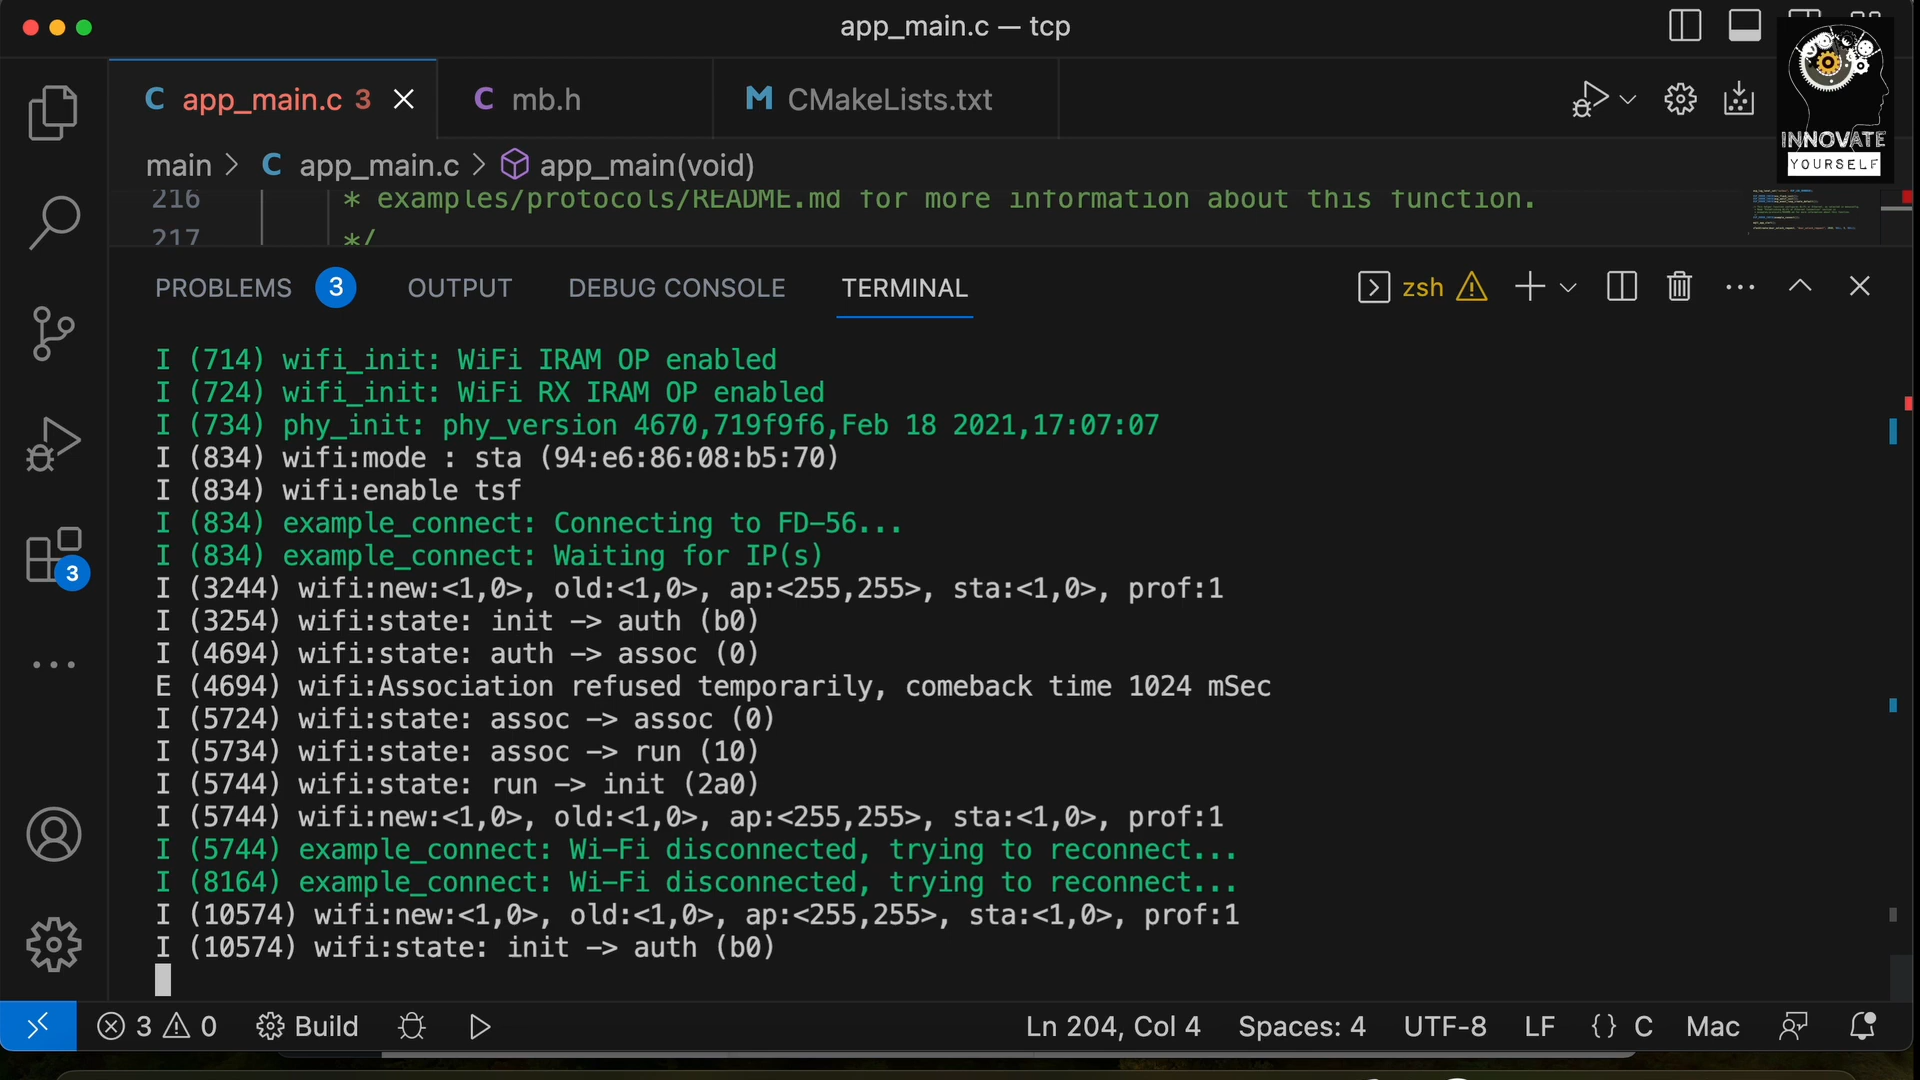 app_main.c — tcp
INNOVATE
YOURSELF
app_main.c 3
mb.h
CMakeLists.txt
main > C app_main.c > app_main(void)
216 * examples/protocols/README.md for more information about this function.
217 */
PROBLEMS 3 OUTPUT DEBUG CONSOLE TERMINAL zsh
I (714) wifi_init: WiFi IRAM OP enabled
I (724) wifi_init: WiFi RX IRAM OP enabled
I (734) phy_init: phy_version 4670,719f9f6,Feb 18 2021,17:07:07
I (834) wifi:mode : sta (94:e6:86:08:b5:70)
I (834) wifi:enable tsf
I (834) example_connect: Connecting to FD-56...
I (834) example_connect: Waiting for IP(s)
I (3244) wifi:new:<1,0>, old:<1,0>, ap:<255,255>, sta:<1,0>, prof:1
I (3254) wifi:state: init -> auth (b0)
I (4694) wifi:state: auth -> assoc (0)
E (4694) wifi:Association refused temporarily, comeback time 1024 mSec
I (5724) wifi:state: assoc -> assoc (0)
I (5734) wifi:state: assoc -> run (10)
I (5744) wifi:state: run -> init (2a0)
I (5744) wifi:new:<1,0>, old:<1,0>, ap:<255,255>, sta:<1,0>, prof:1
I (5744) example_connect: Wi-Fi disconnected, trying to reconnect...
I (8164) example_connect: Wi-Fi disconnected, trying to reconnect...
I (10574) wifi:new:<1,0>, old:<1,0>, ap:<255,255>, sta:<1,0>, prof:1
I (10574) wifi:state: init -> auth (b0)
3
3 0 Build Ln 204, Col 4 Spaces: 4 UTF-8 LF {} C Mac